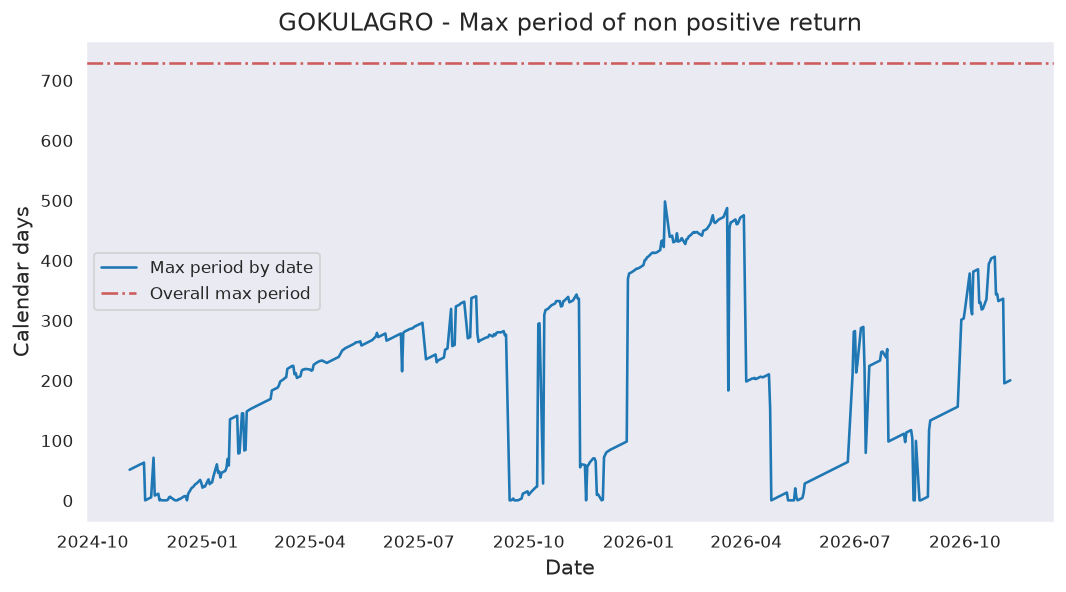 GOKULAGRO - Max period of non positive return
Calendar days
700
600
500
400
300
200
100
0
Max period by date
Overall max period
2024-10 2025-01 2025-04 2025-07 2025-10 2026-01 2026-04 2026-07 2026-10
Date